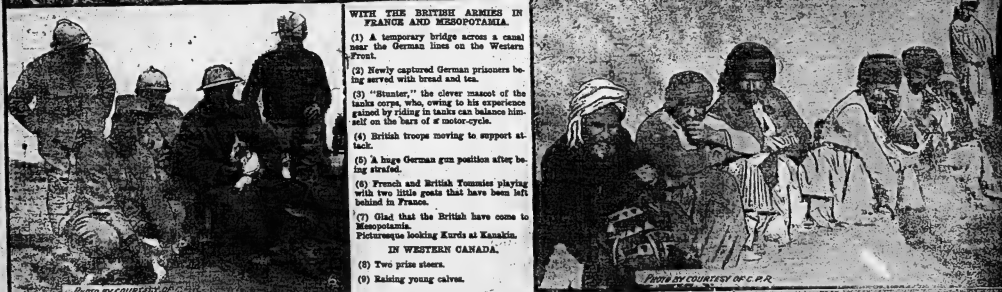 WITH THE BRITISH ARMIES IN
FRANCE AND MESOPOTAMIA.
(1) A temporary bridge across a canal
near the German lines on the Western
Front.
(2) Newly captured German prisoners be-
ing served with bread and tea.
(3) "Stunter," the clever mascot of the
tanks corps, who, owing to his experience
gained by riding in tanks can balance him-
self on the bars of a motor-cycle.
(4) British troops moving to support at-
tack.
(5) A huge German gun position after be-
ing strafed.
(6) French and British Tommies playing
with two little goats that have been left
behind in France.
(7) Glad that the British have come to
Mesopotamia.
Picturesque looking Kurds at Kanakin.
IN WESTERN CANADA.
(8) Two prize steers.
(9) Raising young calves.
PHOTO BY COURTESY OF C.P.R.
PHOTO BY COURTESY